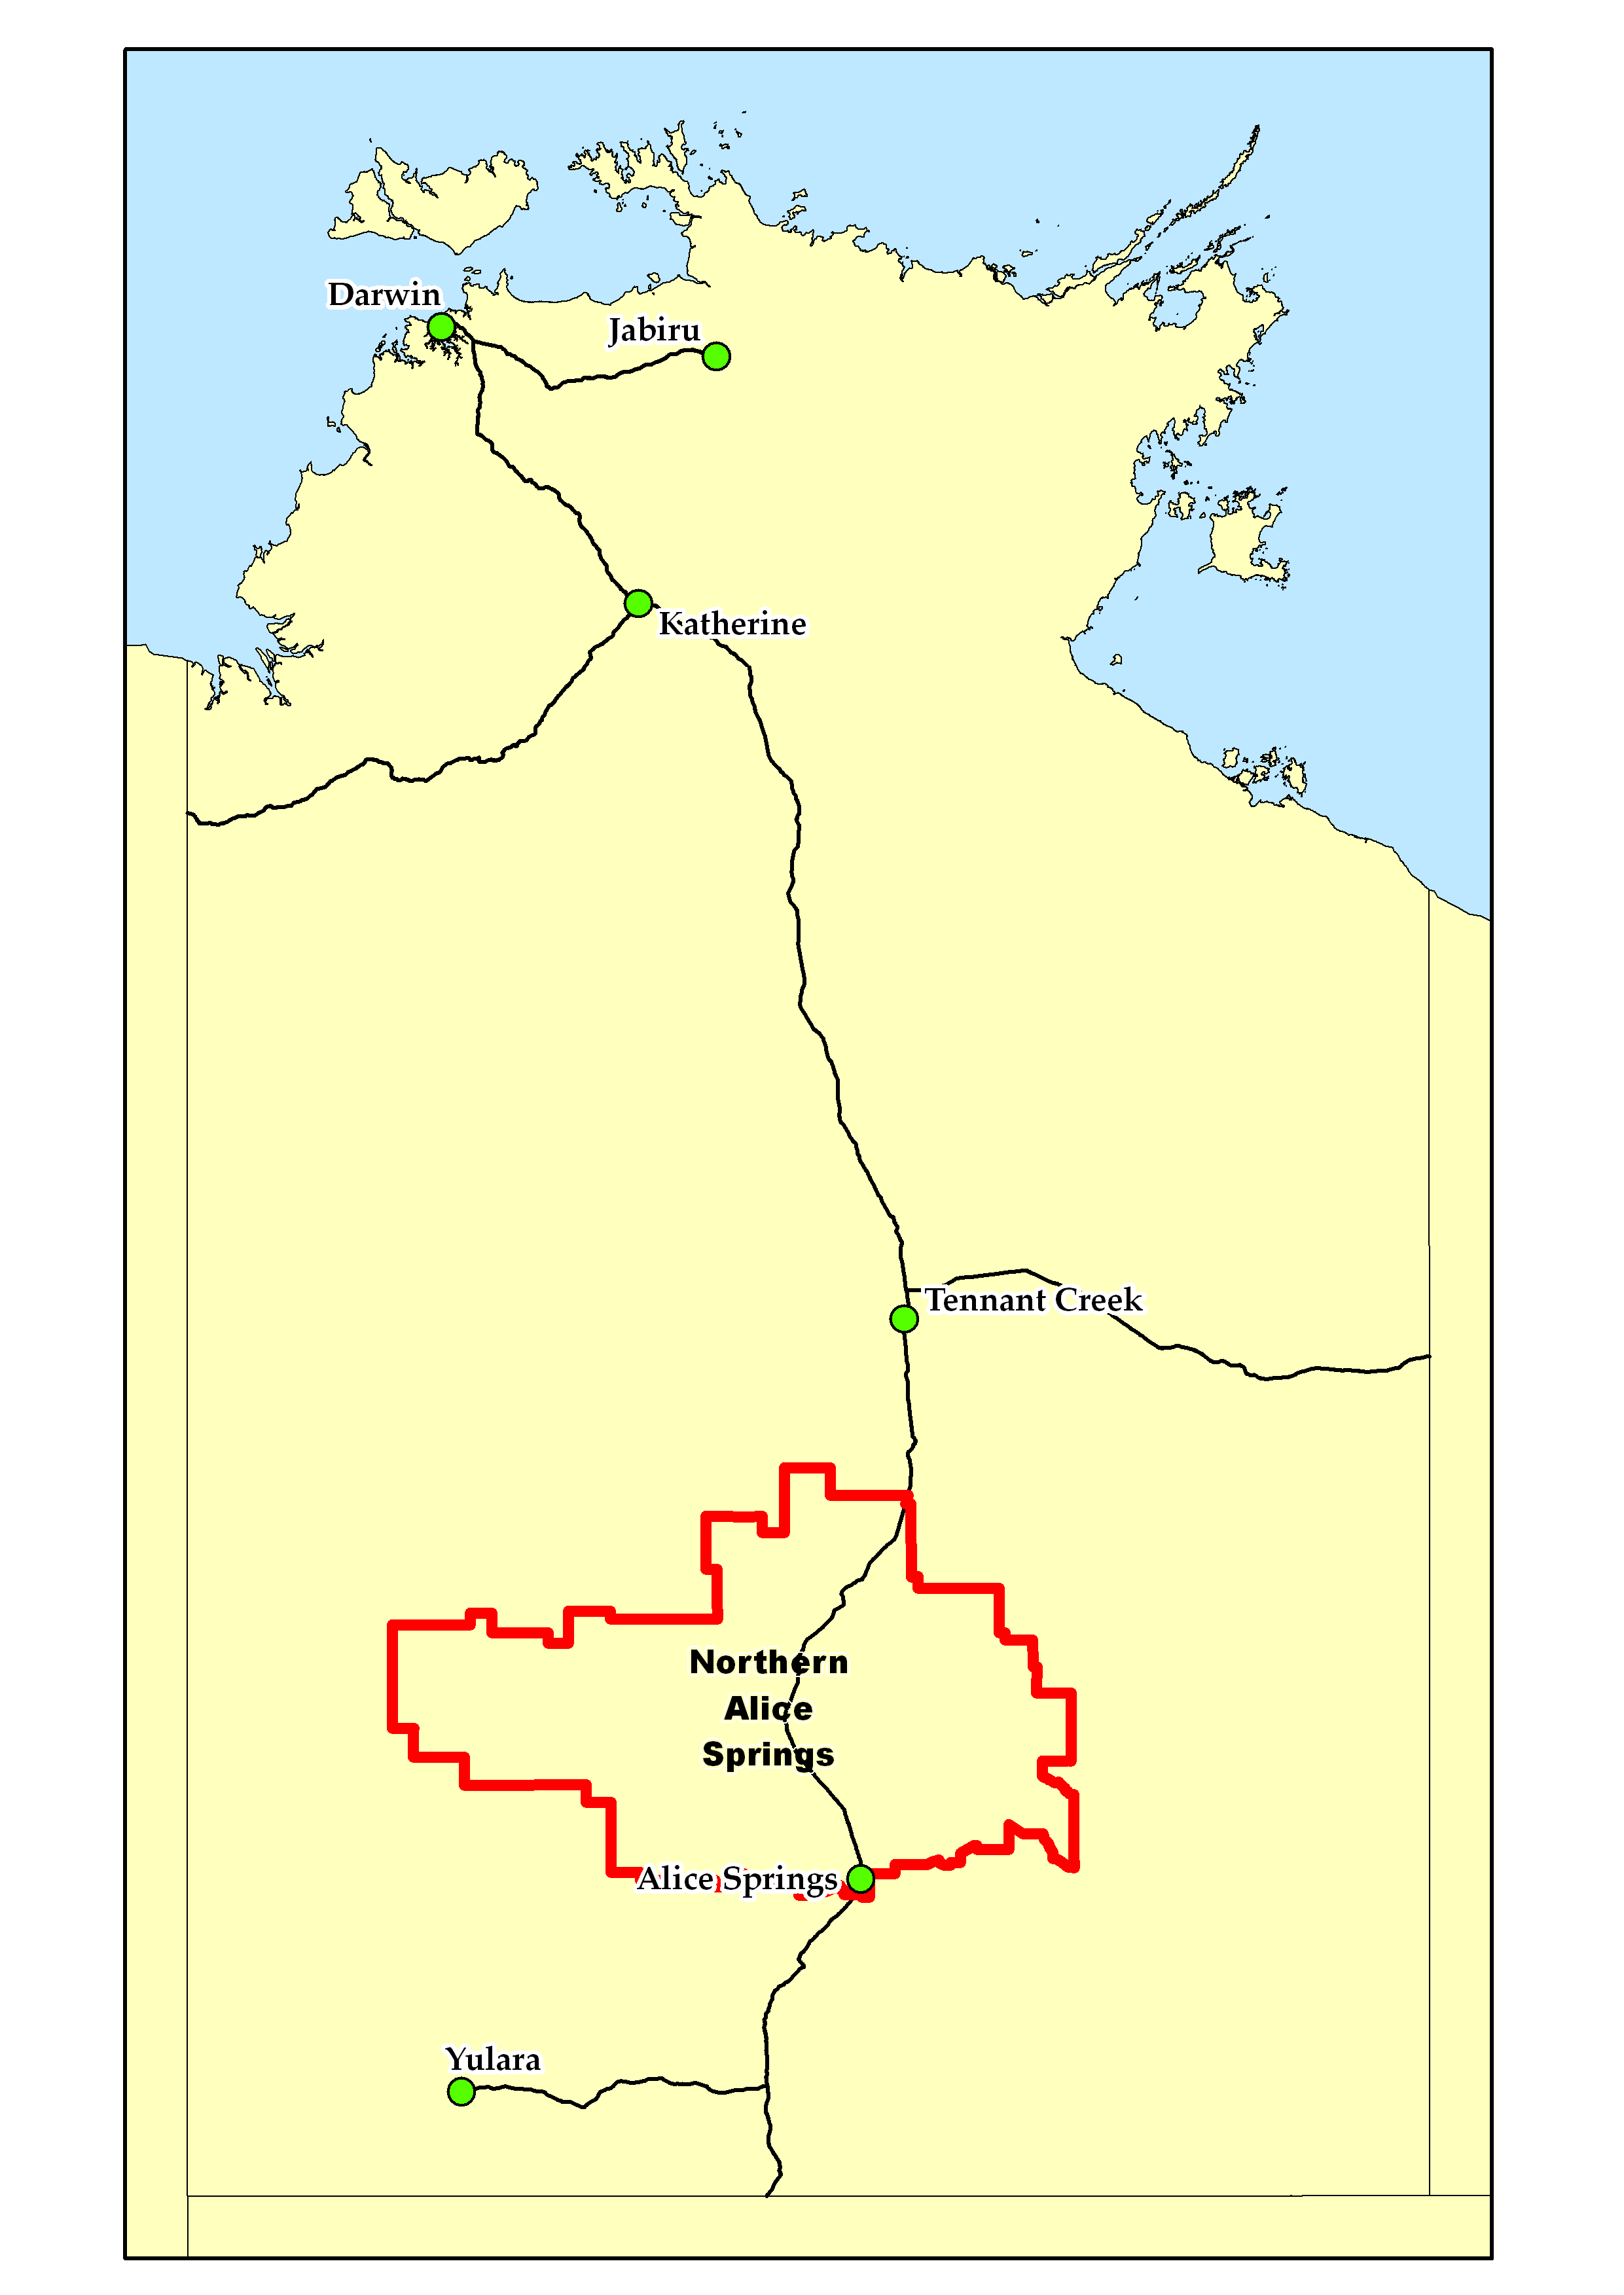 Darwin
Jabiru
Katherine
Tennant Creek
Northern
Alice
Springs
Alice Springs
Yulara